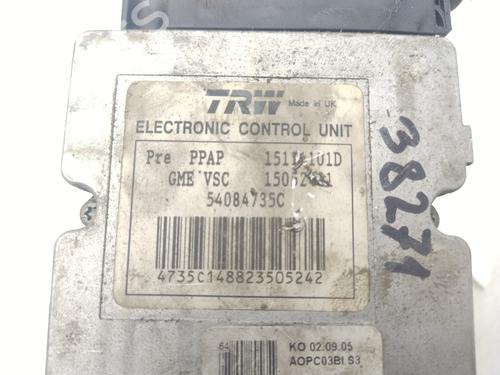 TRW Made in UK
ELECTRONIC CONTROL UNIT
Pre PPAP
GME VSC
54084735C
4735C148823505242
38271
64
KO 02.09.05
AOPC03BLS3